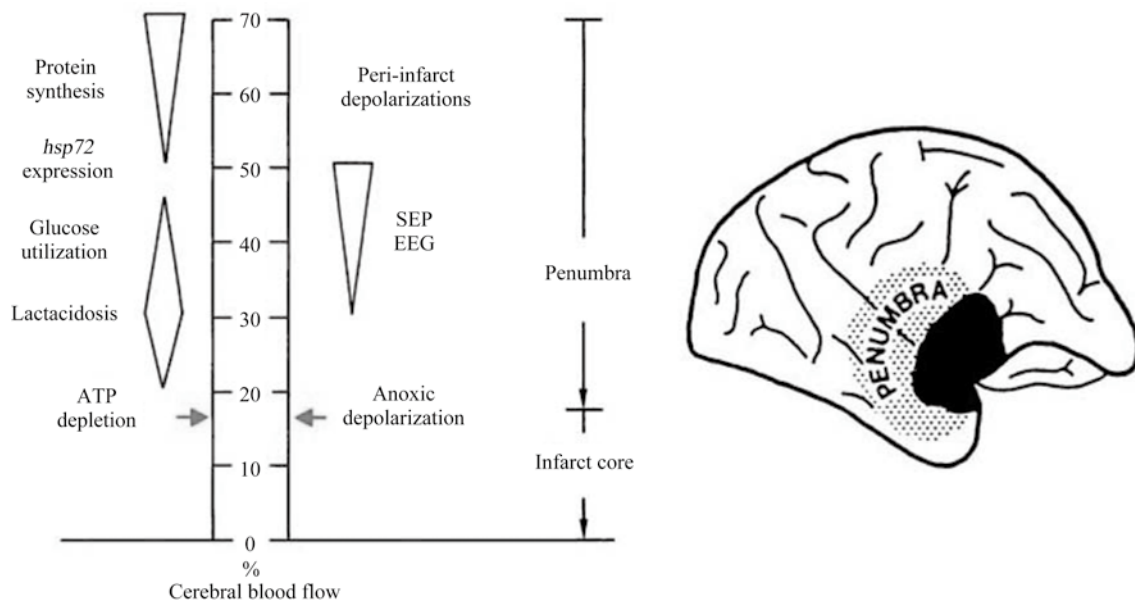 Protein
synthesis
hsp72
expression
Glucose
utilization
Lactacidosis
ATP
depletion
70
60
50
40
30
20
10
0
%
Cerebral blood flow
Peri-infarct
depolarizations
SEP
EEG
Anoxic
depolarization
Penumbra
Infarct core
PENUMBRA